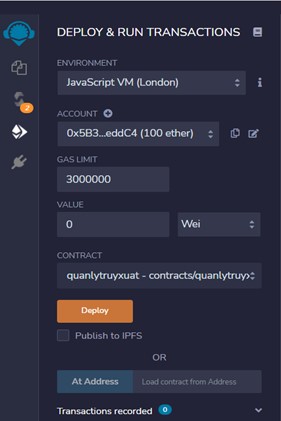 DEPLOY & RUN TRANSACTIONS
ENVIRONMENT
JavaScript VM (London)
2
ACCOUNT
0x5B3...eddC4 (100 ether)
GAS LIMIT
3000000
VALUE
0 Wei
CONTRACT
quanlytruyxuat - contracts/quanlytruyx
Deploy
Publish to IPFS
OR
At Address Load contract from Address
Transactions recorded 0